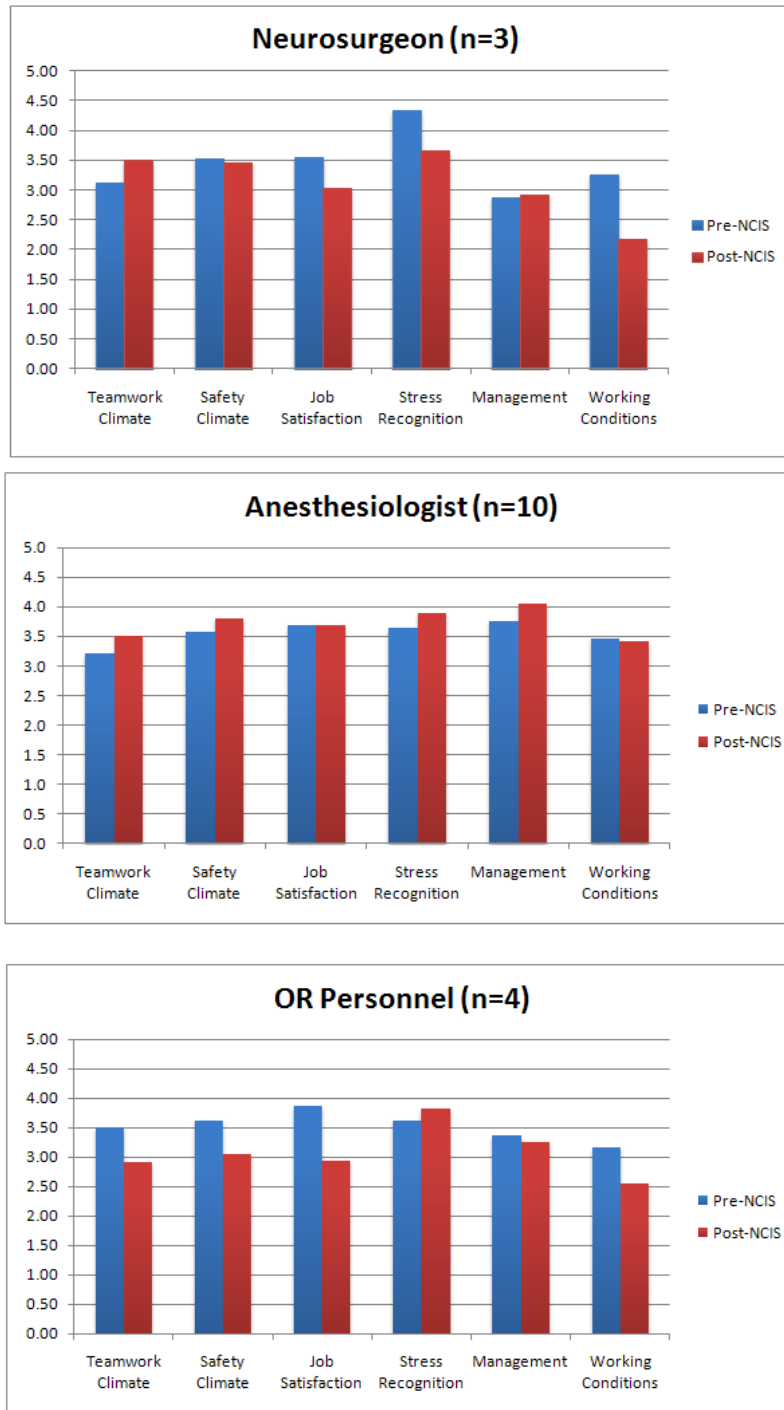 Neurosurgeon (n=3)
5.00
4.50
4.00
3.50
3.00
2.50
2.00
1.50
1.00
0.50
0.00
Teamwork Climate
Safety Climate
Job Satisfaction
Stress Recognition
Management
Working Conditions
Pre-NCIS
Post-NCIS
Anesthesiologist (n=10)
5.0
4.5
4.0
3.5
3.0
2.5
2.0
1.5
1.0
0.5
0.0
Teamwork Climate
Safety Climate
Job Satisfaction
Stress Recognition
Management
Working Conditions
Pre-NCIS
Post-NCIS
OR Personnel (n=4)
5.00
4.50
4.00
3.50
3.00
2.50
2.00
1.50
1.00
0.50
0.00
Teamwork Climate
Safety Climate
Job Satisfaction
Stress Recognition
Management
Working Conditions
Pre-NCIS
Post-NCIS